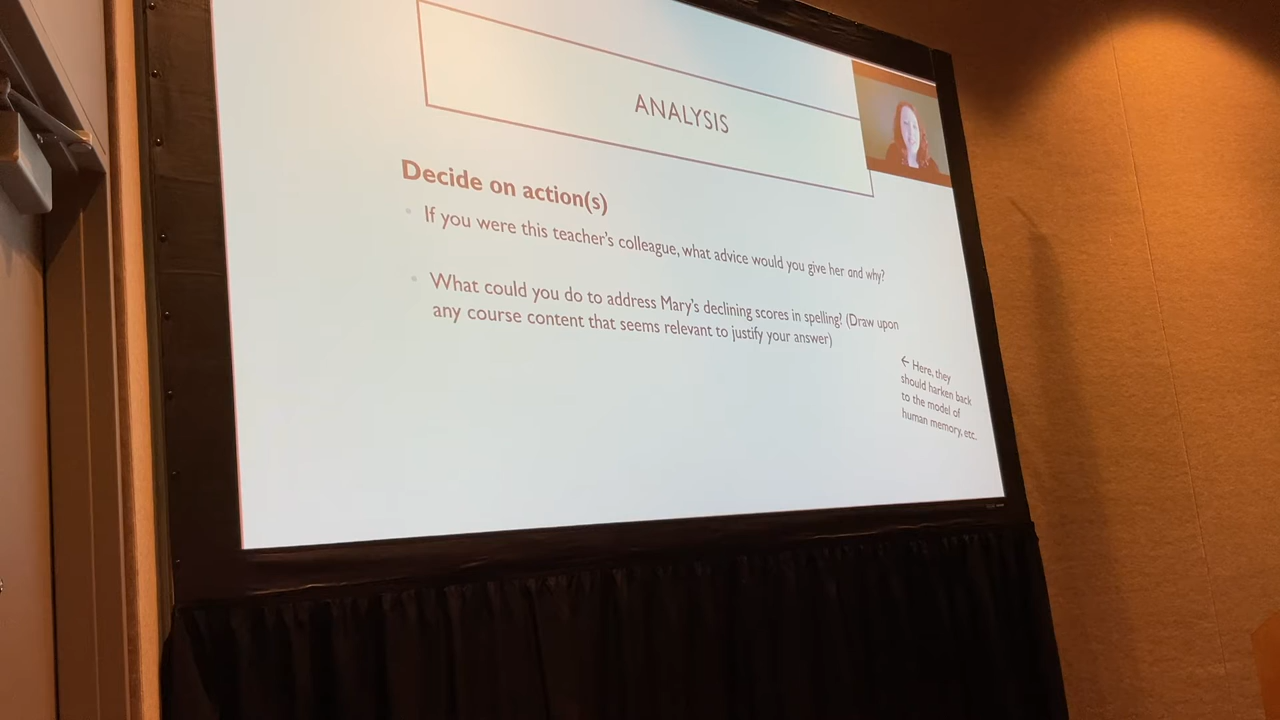 ANALYSIS
Decide on action(s)
• If you were this teacher's colleague, what advice would you give her and why?
• What could you do to address Mary's declining scores in spelling? (Draw upon
any course content that seems relevant to justify your answer)
← Here, they
should harken back
to the model of
human memory, etc.